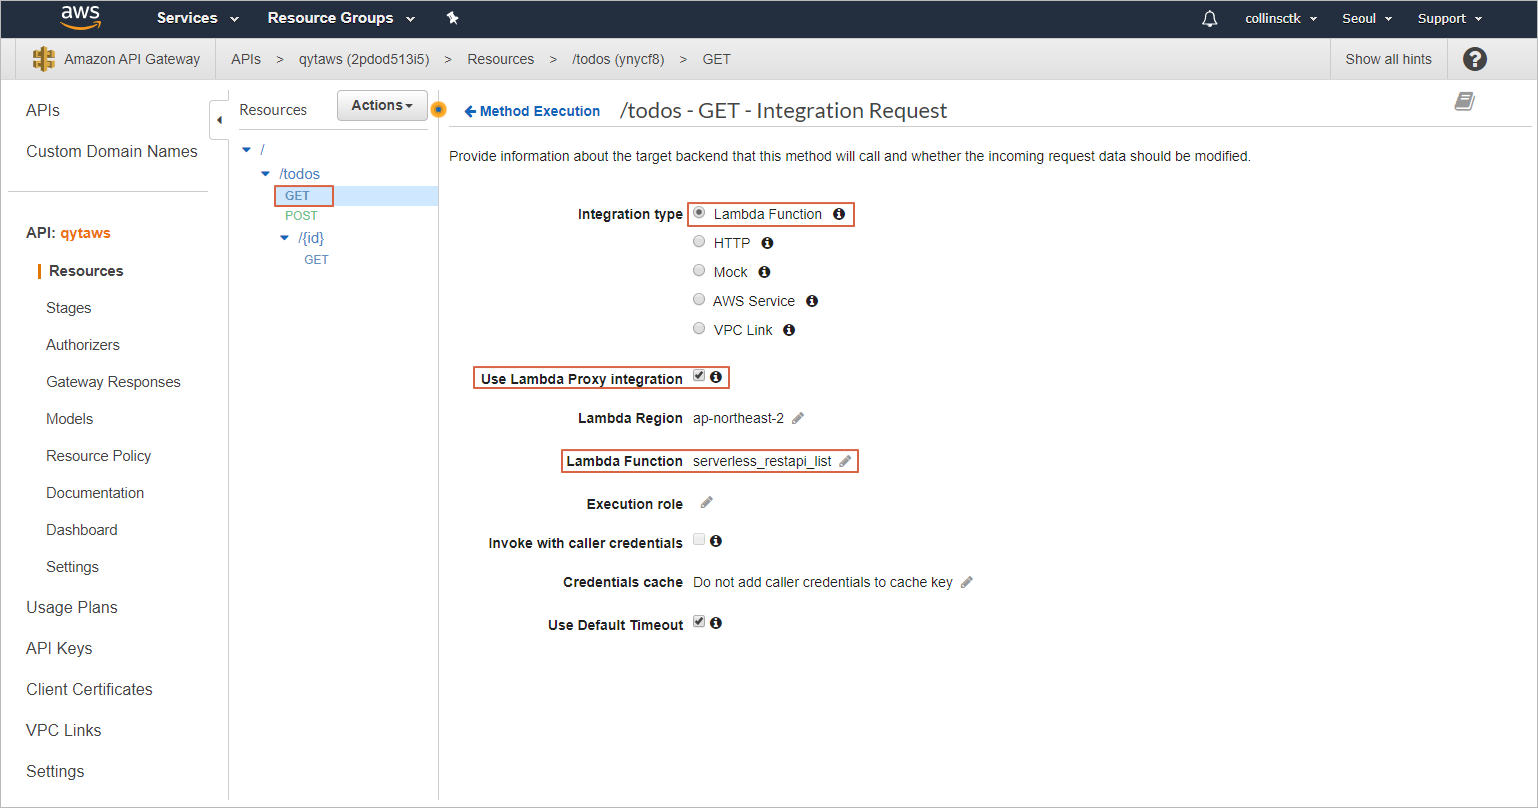 aws Services Resource Groups collinsctk Seoul Support
Amazon API Gateway APIs > qytaws (2pdod513i5) > Resources > /todos (ynycf8) > GET Show all hints ?
APIs
Custom Domain Names
API: qytaws
Resources
Stages
Authorizers
Gateway Responses
Models
Resource Policy
Documentation
Dashboard
Settings
Usage Plans
API Keys
Client Certificates
VPC Links
Settings
Resources Actions
/
/todos
GET
POST
/{id}
GET
Method Execution /todos - GET - Integration Request
Provide information about the target backend that this method will call and whether the incoming request data should be modified.
Integration type Lambda Function
HTTP
Mock
AWS Service
VPC Link
Use Lambda Proxy integration
Lambda Region ap-northeast-2
Lambda Function serverless_restapi_list
Execution role
Invoke with caller credentials
Credentials cache Do not add caller credentials to cache key
Use Default Timeout